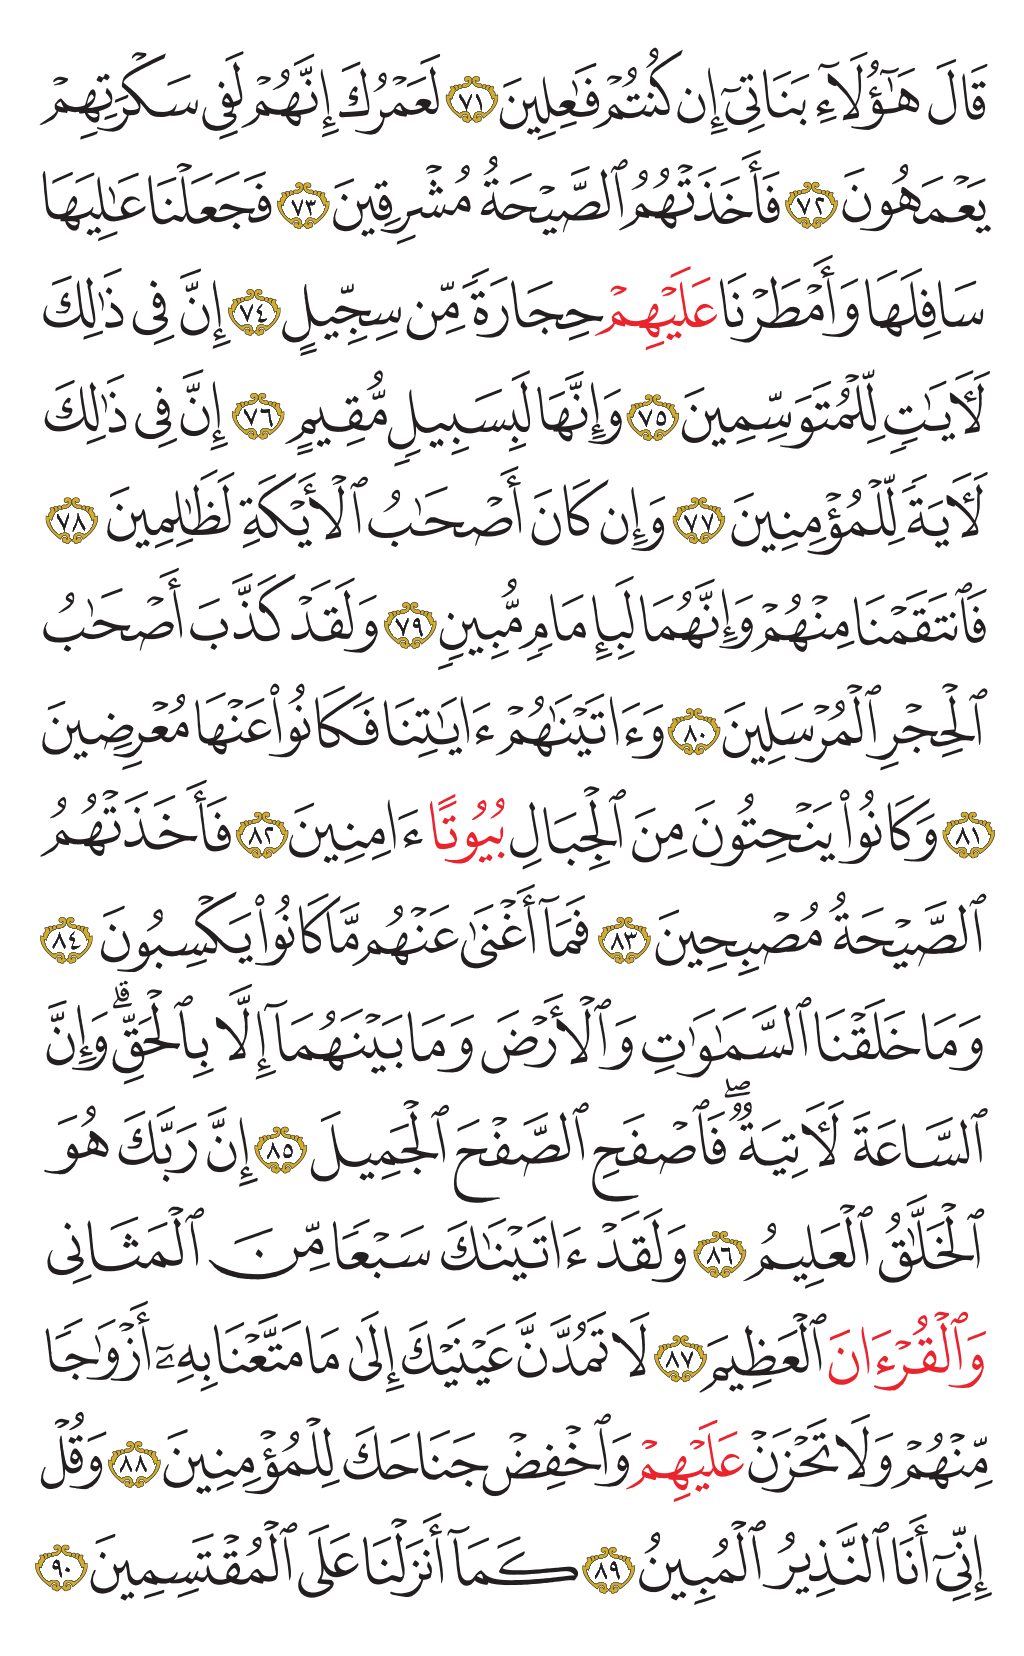 قَالَ هَٰٓؤُلَآءِ بَنَاتِىٓ إِن كُنتُمْ فَٰعِلِينَ ٧١ لَعَمْرُكَ إِنَّهُمْ لَفِى سَكْرَتِهِمْ
يَعْمَهُونَ ٧٢ فَأَخَذَتْهُمُ ٱلصَّيْحَةُ مُشْرِقِينَ ٧٣ فَجَعَلْنَا عَٰلِيَهَا
سَافِلَهَا وَأَمْطَرْنَا عَلَيْهِمْ حِجَارَةً مِّن سِجِّيلٍ ٧٤ إِنَّ فِى ذَٰلِكَ
لَـَٔايَٰتٍ لِّلْمُتَوَسِّمِينَ ٧٥ وَإِنَّهَا لَبِسَبِيلٍ مُّقِيمٍ ٧٦ إِنَّ فِى ذَٰلِكَ
لَـَٔايَةً لِّلْمُؤْمِنِينَ ٧٧ وَإِن كَانَ أَصْحَٰبُ ٱلْأَيْكَةِ لَظَٰلِمِينَ ٧٨
فَٱنتَقَمْنَا مِنْهُمْ وَإِنَّهُمَا لَبِإِمَامٍ مُّبِينٍ ٧٩ وَلَقَدْ كَذَّبَ أَصْحَٰبُ
ٱلْحِجْرِ ٱلْمُرْسَلِينَ ٨٠ وَءَاتَيْنَٰهُمْ ءَايَٰتِنَا فَكَانُوا۟ عَنْهَا مُعْرِضِينَ
٨١ وَكَانُوا۟ يَنْحِتُونَ مِنَ ٱلْجِبَالِ بُيُوتًا ءَامِنِينَ ٨٢ فَأَخَذَتْهُمُ
ٱلصَّيْحَةُ مُصْبِحِينَ ٨٣ فَمَآ أَغْنَىٰ عَنْهُم مَّا كَانُوا۟ يَكْسِبُونَ ٨٤
وَمَا خَلَقْنَا ٱلسَّمَٰوَٰتِ وَٱلْأَرْضَ وَمَا بَيْنَهُمَآ إِلَّا بِٱلْحَقِّ ۗ وَإِنَّ
ٱلسَّاعَةَ لَـَٔاتِيَةٌ ۖ فَٱصْفَحِ ٱلصَّفْحَ ٱلْجَمِيلَ ٨٥ إِنَّ رَبَّكَ هُوَ
ٱلْخَلَّٰقُ ٱلْعَلِيمُ ٨٦ وَلَقَدْ ءَاتَيْنَٰكَ سَبْعًا مِّنَ ٱلْمَثَانِى
وَٱلْقُرْءَانَ ٱلْعَظِيمَ ٨٧ لَا تَمُدَّنَّ عَيْنَيْكَ إِلَىٰ مَا مَتَّعْنَا بِهِۦٓ أَزْوَٰجًا
مِّنْهُمْ وَلَا تَحْزَنْ عَلَيْهِمْ وَٱخْفِضْ جَنَاحَكَ لِلْمُؤْمِنِينَ ٨٨ وَقُلْ
إِنِّىٓ أَنَا ٱلنَّذِيرُ ٱلْمُبِينُ ٨٩ كَمَآ أَنزَلْنَا عَلَى ٱلْمُقْتَسِمِينَ ٩٠